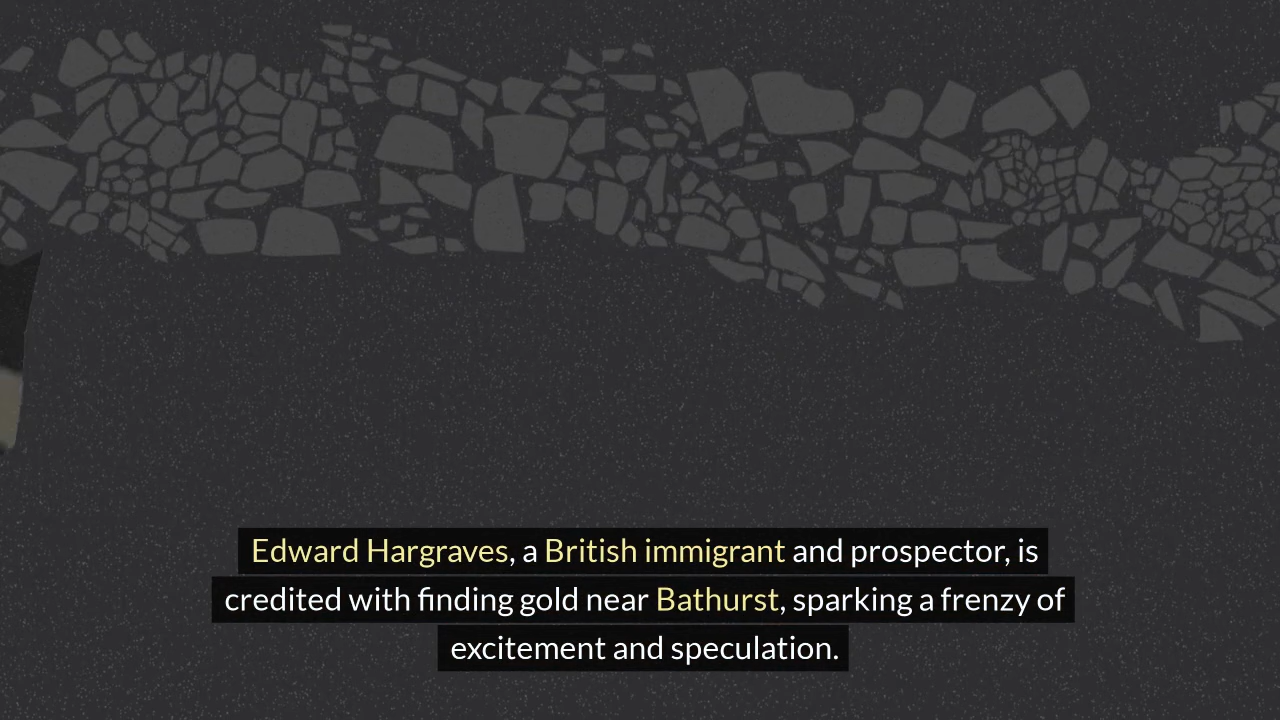 Edward Hargraves, a British immigrant and prospector, is
credited with finding gold near Bathurst, sparking a frenzy of
excitement and speculation.